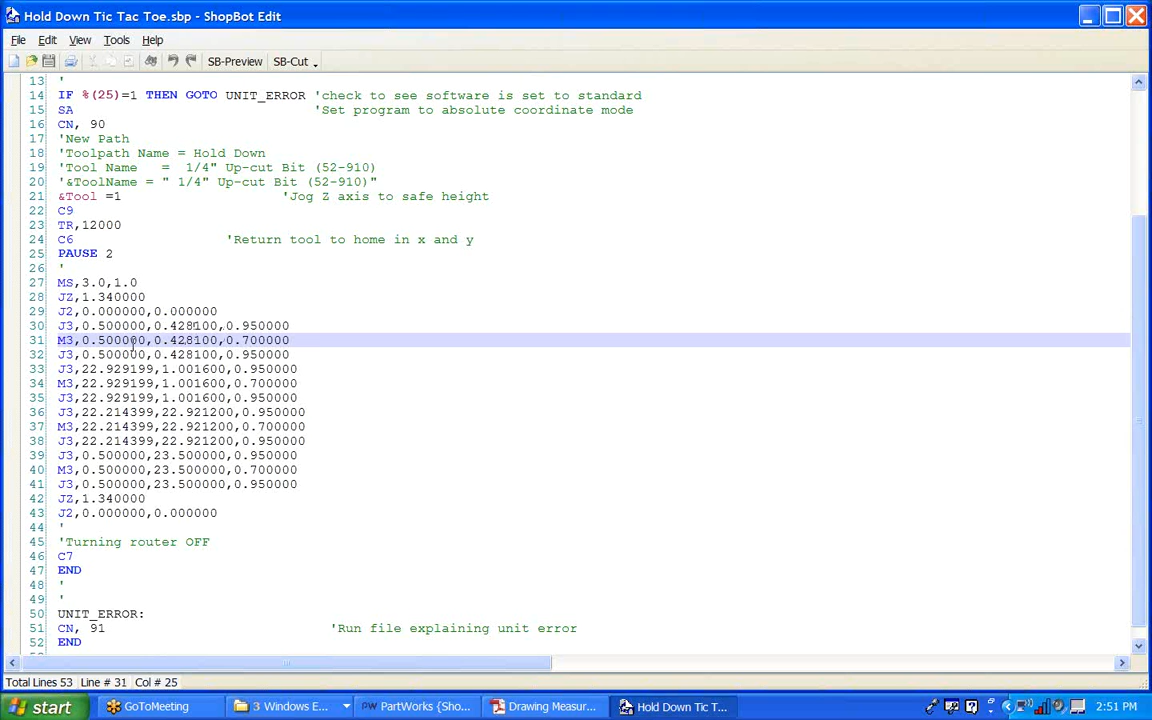 Hold Down Tic Tac Toe.sbp - ShopBot Edit
File Edit View Tools Help
SB-Preview SB-Cut
13 '
14 IF %(25)=1 THEN GOTO UNIT_ERROR 'check to see software is set to standard
15 SA 'Set program to absolute coordinate mode
16 CN, 90
17 'New Path
18 'Toolpath Name = Hold Down
19 'Tool Name = 1/4" Up-cut Bit (52-910)
20 '&ToolName = " 1/4" Up-cut Bit (52-910)"
21 &Tool =1 'Jog Z axis to safe height
22 C9
23 TR,12000
24 C6 'Return tool to home in x and y
25 PAUSE 2
26 '
27 MS,3.0,1.0
28 JZ,1.340000
29 J2,0.000000,0.000000
30 J3,0.500000,0.428100,0.950000
31 M3,0.500000,0.428100,0.700000
32 J3,0.500000,0.428100,0.950000
33 J3,22.929199,1.001600,0.950000
34 M3,22.929199,1.001600,0.700000
35 J3,22.929199,1.001600,0.950000
36 J3,22.214399,22.921200,0.950000
37 M3,22.214399,22.921200,0.700000
38 J3,22.214399,22.921200,0.950000
39 J3,0.500000,23.500000,0.950000
40 M3,0.500000,23.500000,0.700000
41 J3,0.500000,23.500000,0.950000
42 JZ,1.340000
43 J2,0.000000,0.000000
44 '
45 'Turning router OFF
46 C7
47 END
48 '
49 '
50 UNIT_ERROR:
51 CN, 91 'Run file explaining unit error
52 END
Total Lines 53 Line # 31 Col # 25
start GoToMeeting 3 Windows E... PartWorks {Sho... Drawing Measur... Hold Down Tic T... 2:51 PM